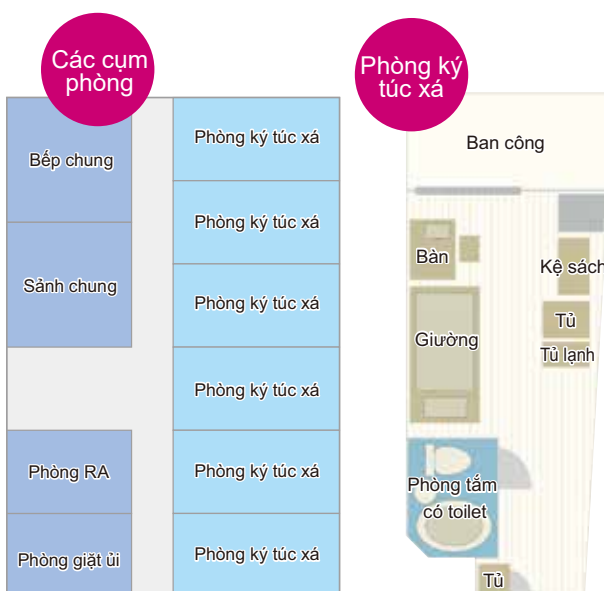 Các cụm
phòng
Bếp chung
Sảnh chung
Phòng RA
Phòng giặt ủi
Phòng ký túc xá
Phòng ký túc xá
Phòng ký túc xá
Phòng ký túc xá
Phòng ký túc xá
Phòng ký túc xá
Phòng ký
túc xá
Ban công
Bàn
Kệ sách
Tủ
Giường
Tủ lạnh
Phòng tắm
có toilet
Tủ